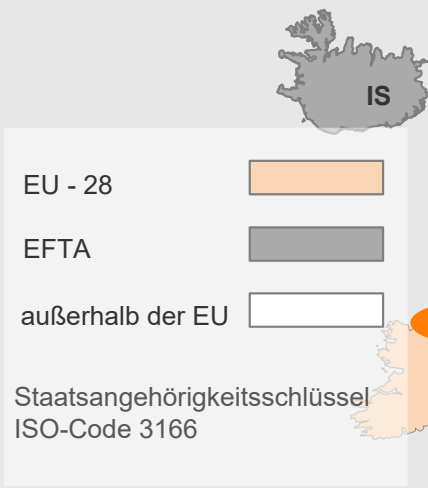 IS
EU - 28
EFTA
außerhalb der EU
Staatsangehörigkeitsschlüssel
ISO-Code 3166